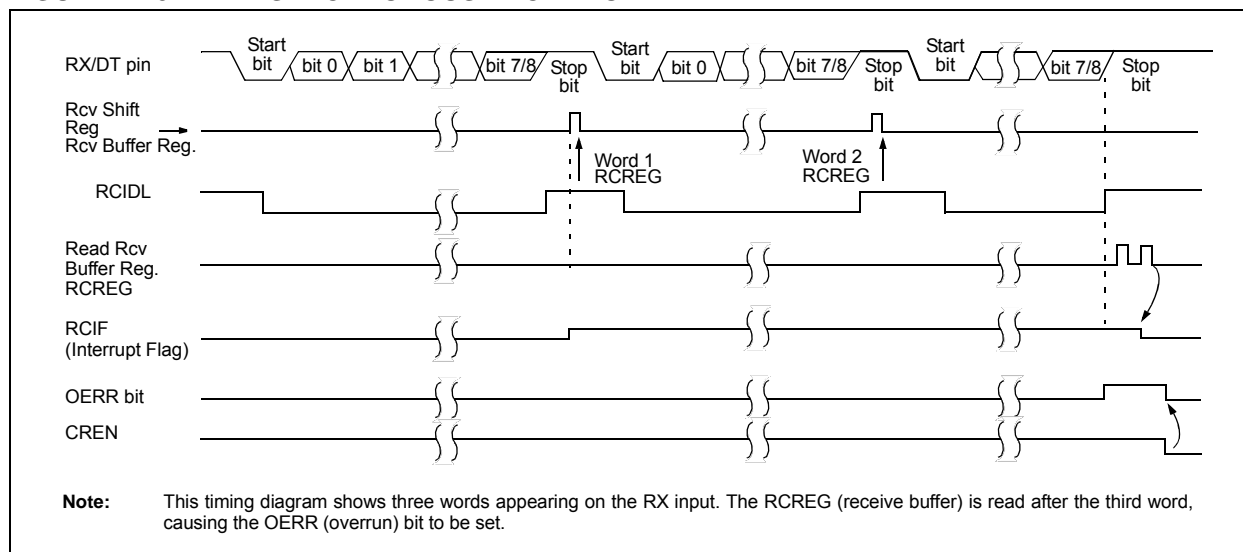 RX/DT pin
Start
bit
bit 0
bit 1
bit 7/8
Stop
bit
Start
bit
bit 0
bit 7/8
Stop
bit
Start
bit
bit 7/8
Stop
bit
Rcv Shift
Reg
Rcv Buffer Reg.
Word 1
RCREG
Word 2
RCREG
RCIDL
Read Rcv
Buffer Reg.
RCREG
RCIF
(Interrupt Flag)
OERR bit
CREN
Note: This timing diagram shows three words appearing on the RX input. The RCREG (receive buffer) is read after the third word,
causing the OERR (overrun) bit to be set.